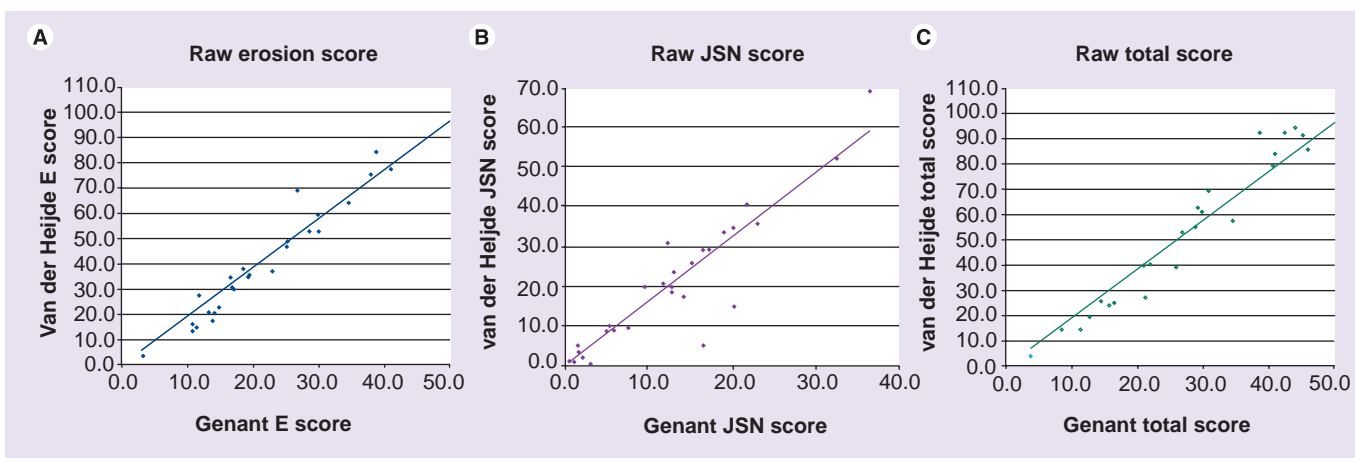 A
Raw erosion score
Van der Heijde E score
110.0
100.0
90.0
80.0
70.0
60.0
50.0
40.0
30.0
20.0
10.0
0.0
0.0 10.0 20.0 30.0 40.0 50.0
Genant E score
B
Raw JSN score
van der Heijde JSN score
70.0
60.0
50.0
40.0
30.0
20.0
10.0
0.0
0.0 10.0 20.0 30.0 40.0
Genant JSN score
C
Raw total score
Van der Heijde total score
110.0
100.0
90.0
80.0
70.0
60.0
50.0
40.0
30.0
20.0
10.0
0.0
0.0 10.0 20.0 30.0 40.0 50.0
Genant total score